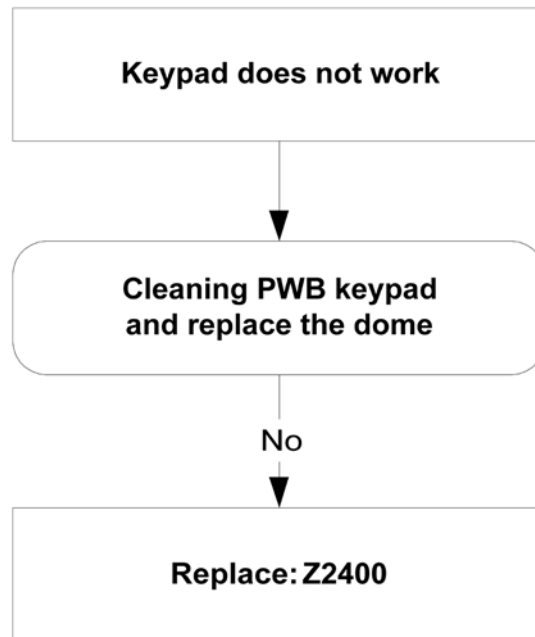 Keypad does not work
Cleaning PWB keypad
and replace the dome
No
Replace: Z2400